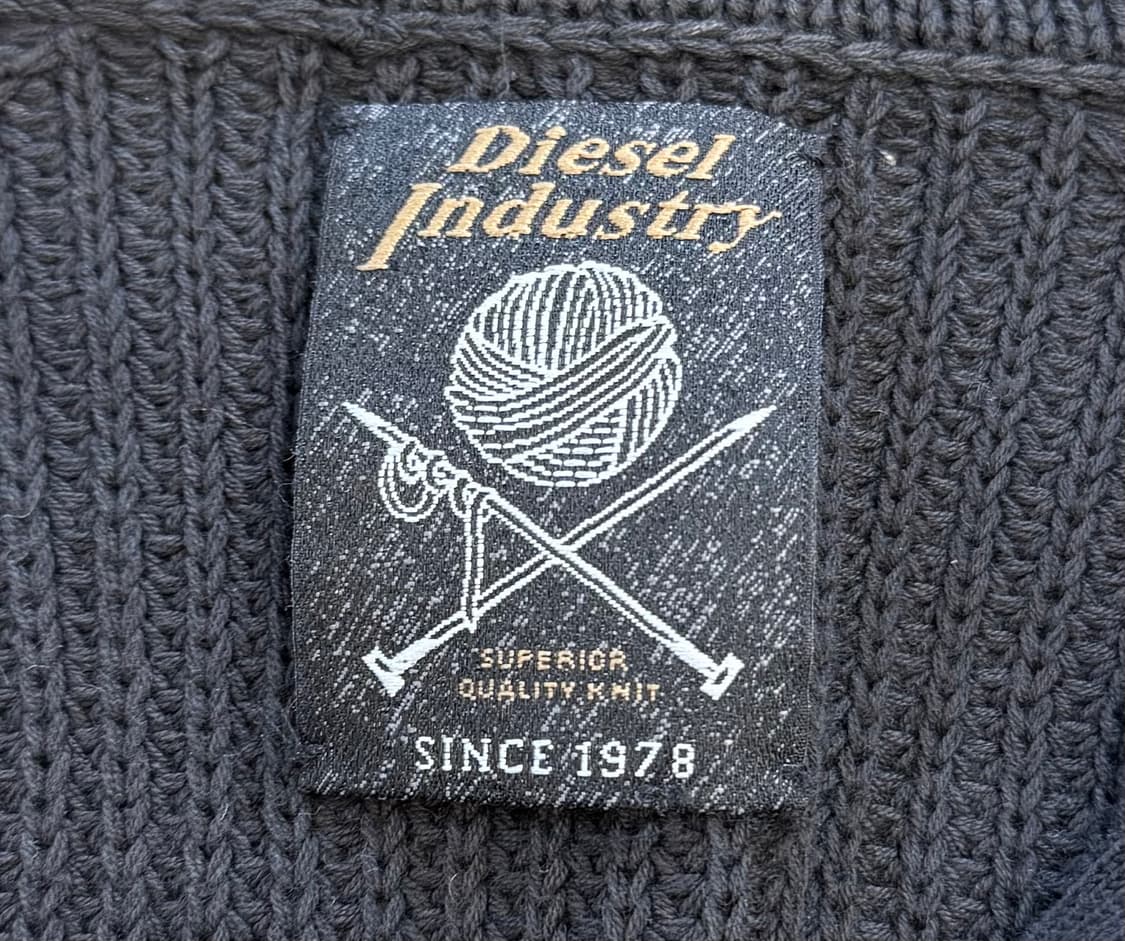 Diesel
Industry
SUPERIOR
QUALITY KNIT
SINCE 1978